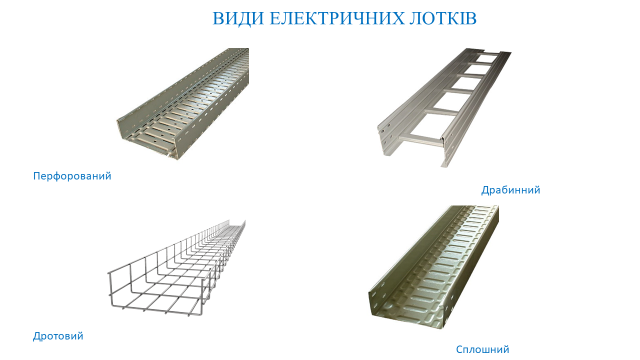 ВИДИ ЕЛЕКТРИЧНИХ ЛОТКІВ
Перфорований
Драбинний
Дротовий
Сплошний